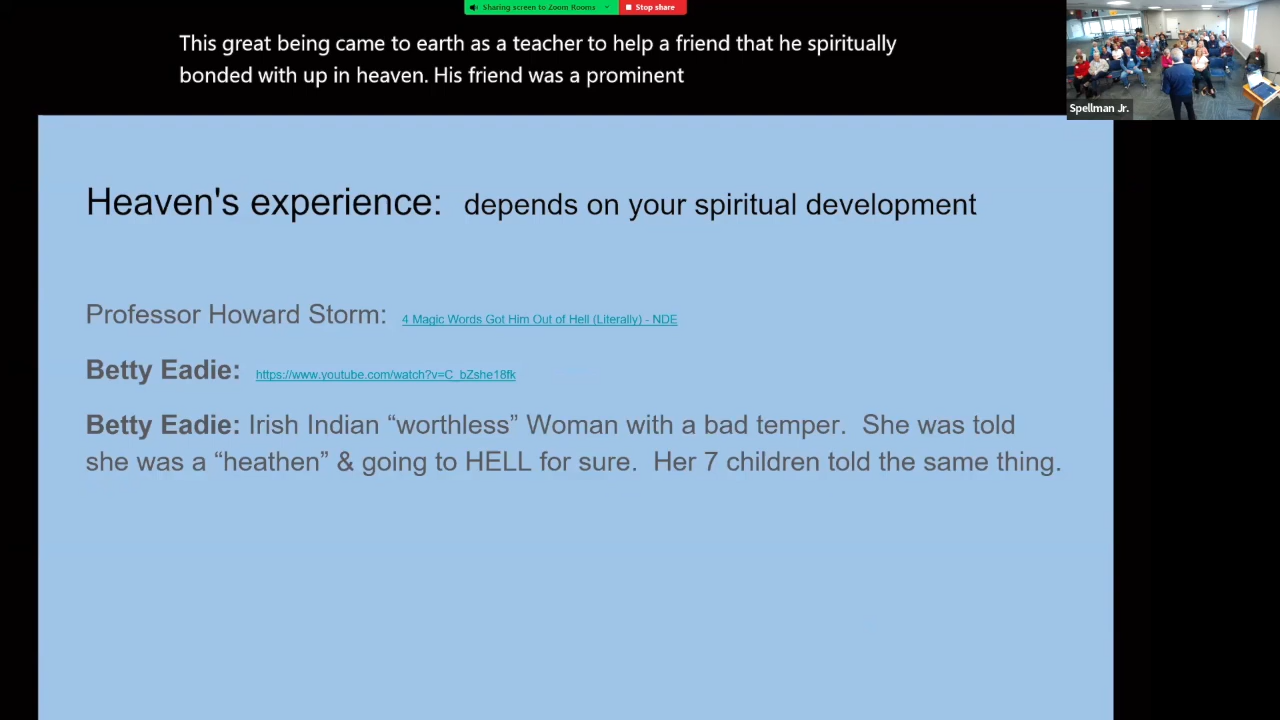 Sharing screen to Zoom Rooms
Stop share
This great being came to earth as a teacher to help a friend that he spiritually
bonded with up in heaven. His friend was a prominent
Spellman Jr.
Heaven's experience: depends on your spiritual development
Professor Howard Storm: 4 Magic Words Got Him Out of Hell (Literally) - NDE
Betty Eadie: https://www.youtube.com/watch?v=C_bZshe18fk
Betty Eadie: Irish Indian “worthless” Woman with a bad temper. She was told
she was a “heathen” & going to HELL for sure. Her 7 children told the same thing.